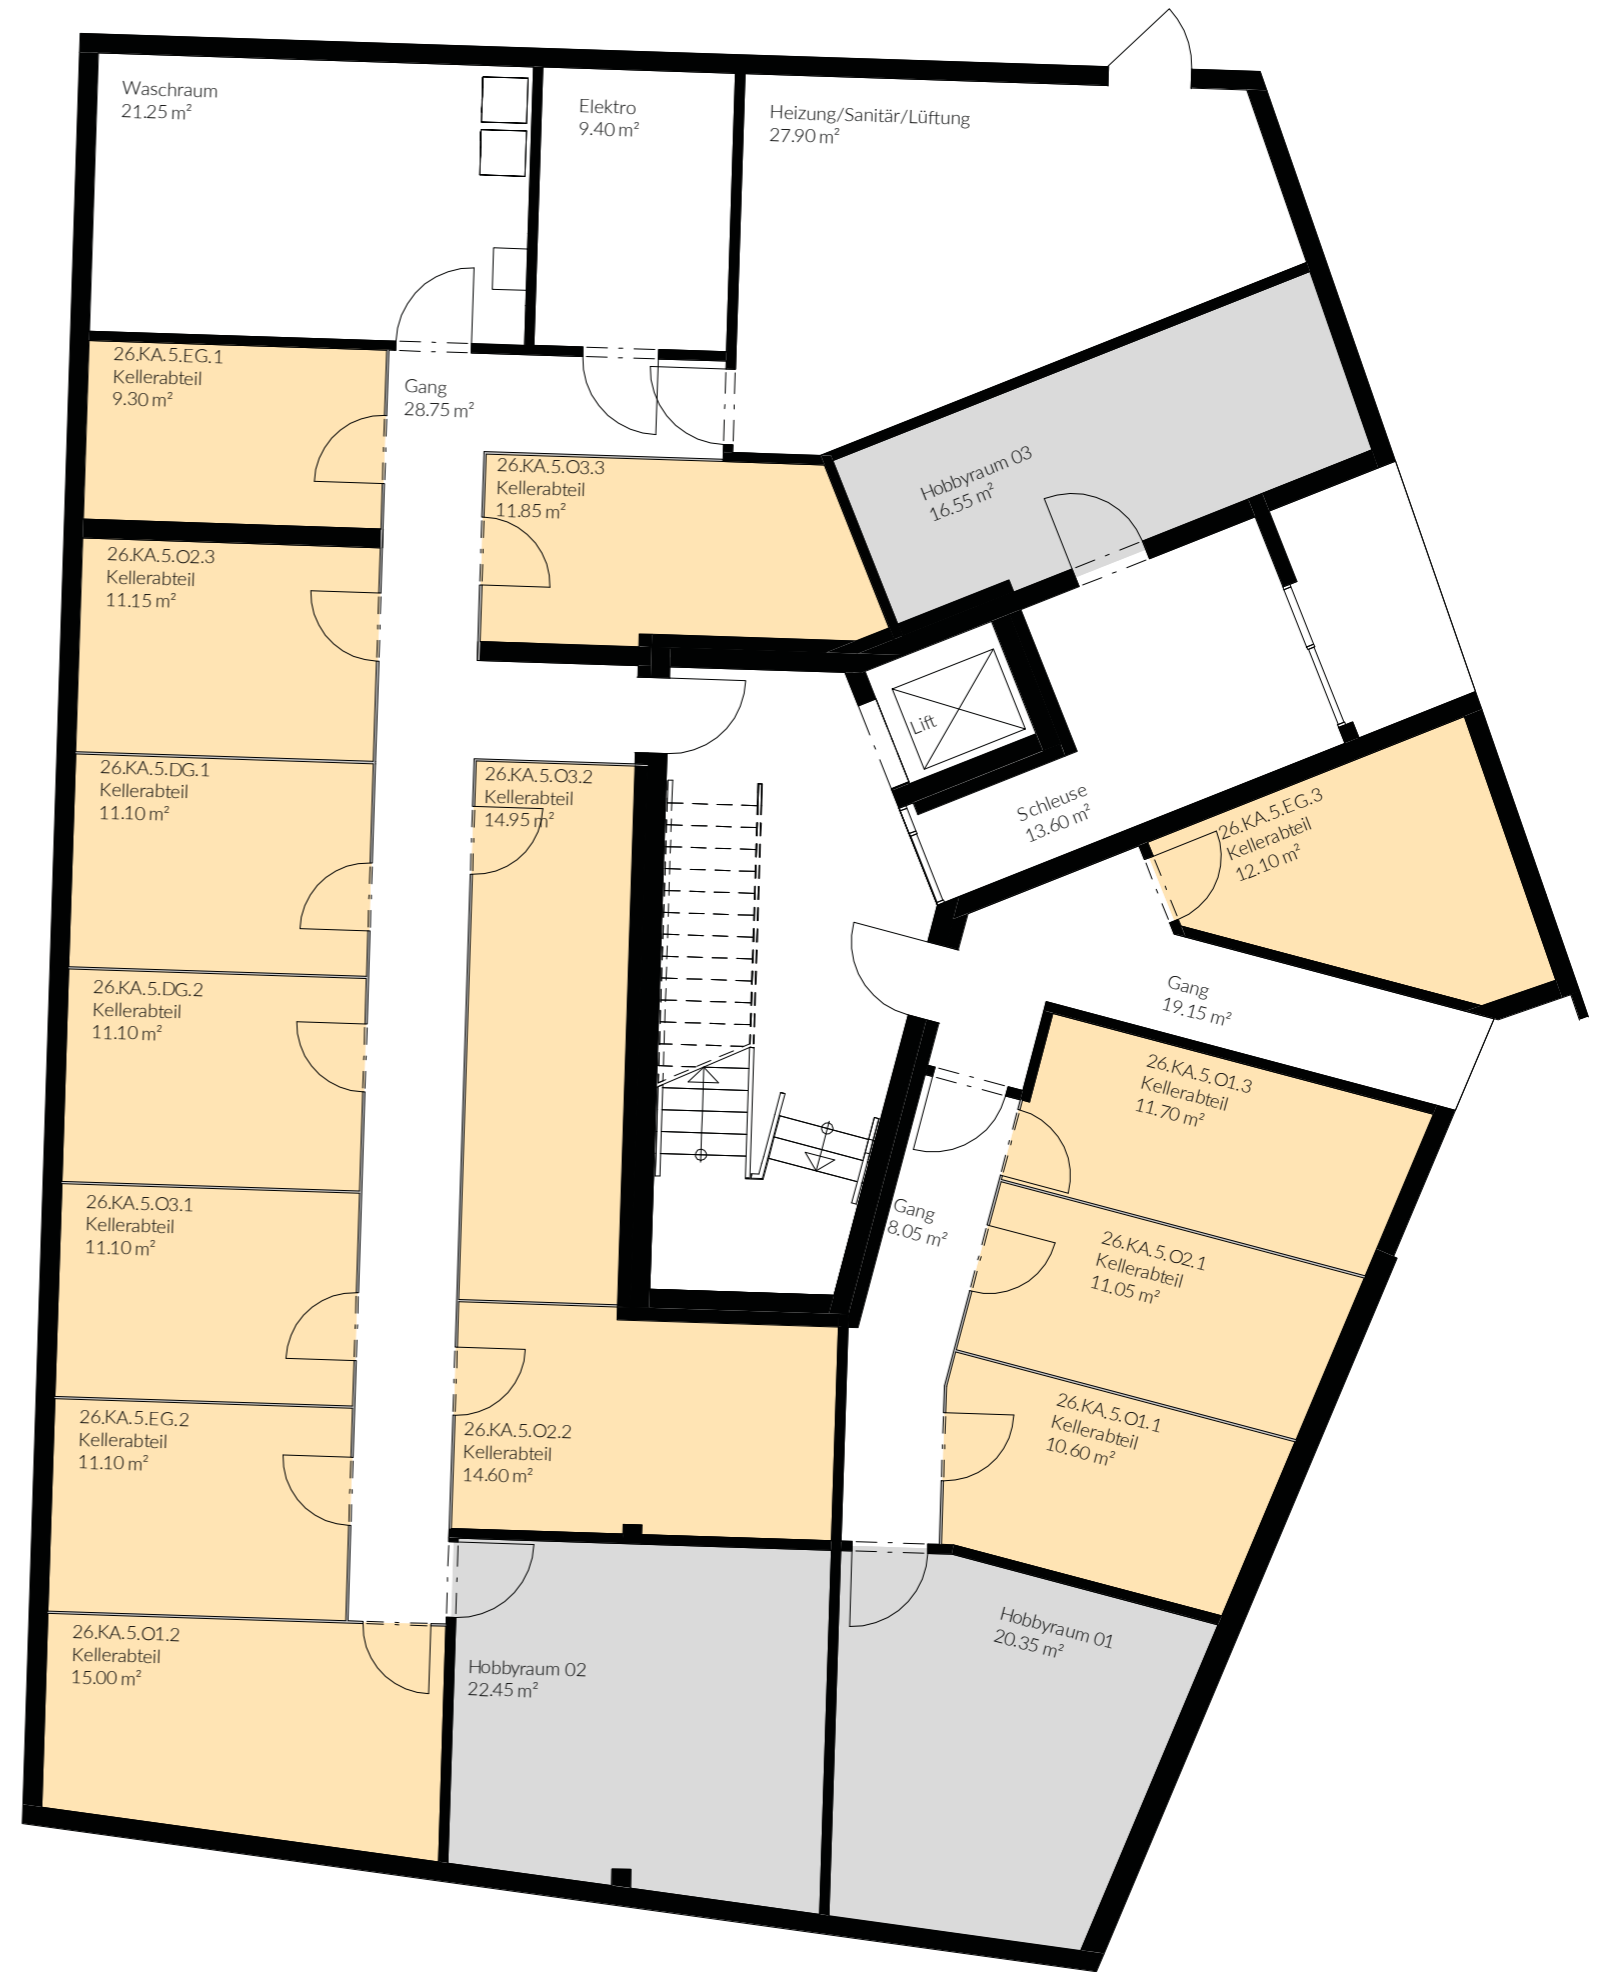 Waschraum
21.25 m²
Elektro
9.40 m²
Heizung/Sanitär/Lüftung
27.90 m²
26.KA.5.EG.1
Kellerabteil
9.30 m²
Gang
28.75 m²
26.KA.5.O3.3
Kellerabteil
11.85 m²
Hobbyraum 03
16.55 m²
26.KA.5.O2.3
Kellerabteil
11.15 m²
Lift
26.KA.5.DG.1
Kellerabteil
11.10 m²
26.KA.5.O3.2
Kellerabteil
14.95 m²
Schleuse
13.60 m²
26.KA.5.EG.3
Kellerabteil
12.10 m²
26.KA.5.DG.2
Kellerabteil
11.10 m²
Gang
19.15 m²
26.KA.5.O1.3
Kellerabteil
11.70 m²
26.KA.5.O3.1
Kellerabteil
11.10 m²
Gang
8.05 m²
26.KA.5.O2.1
Kellerabteil
11.05 m²
26.KA.5.EG.2
Kellerabteil
11.10 m²
26.KA.5.O2.2
Kellerabteil
14.60 m²
26.KA.5.O1.1
Kellerabteil
10.60 m²
26.KA.5.O1.2
Kellerabteil
15.00 m²
Hobbyraum 02
22.45 m²
Hobbyraum 01
20.35 m²